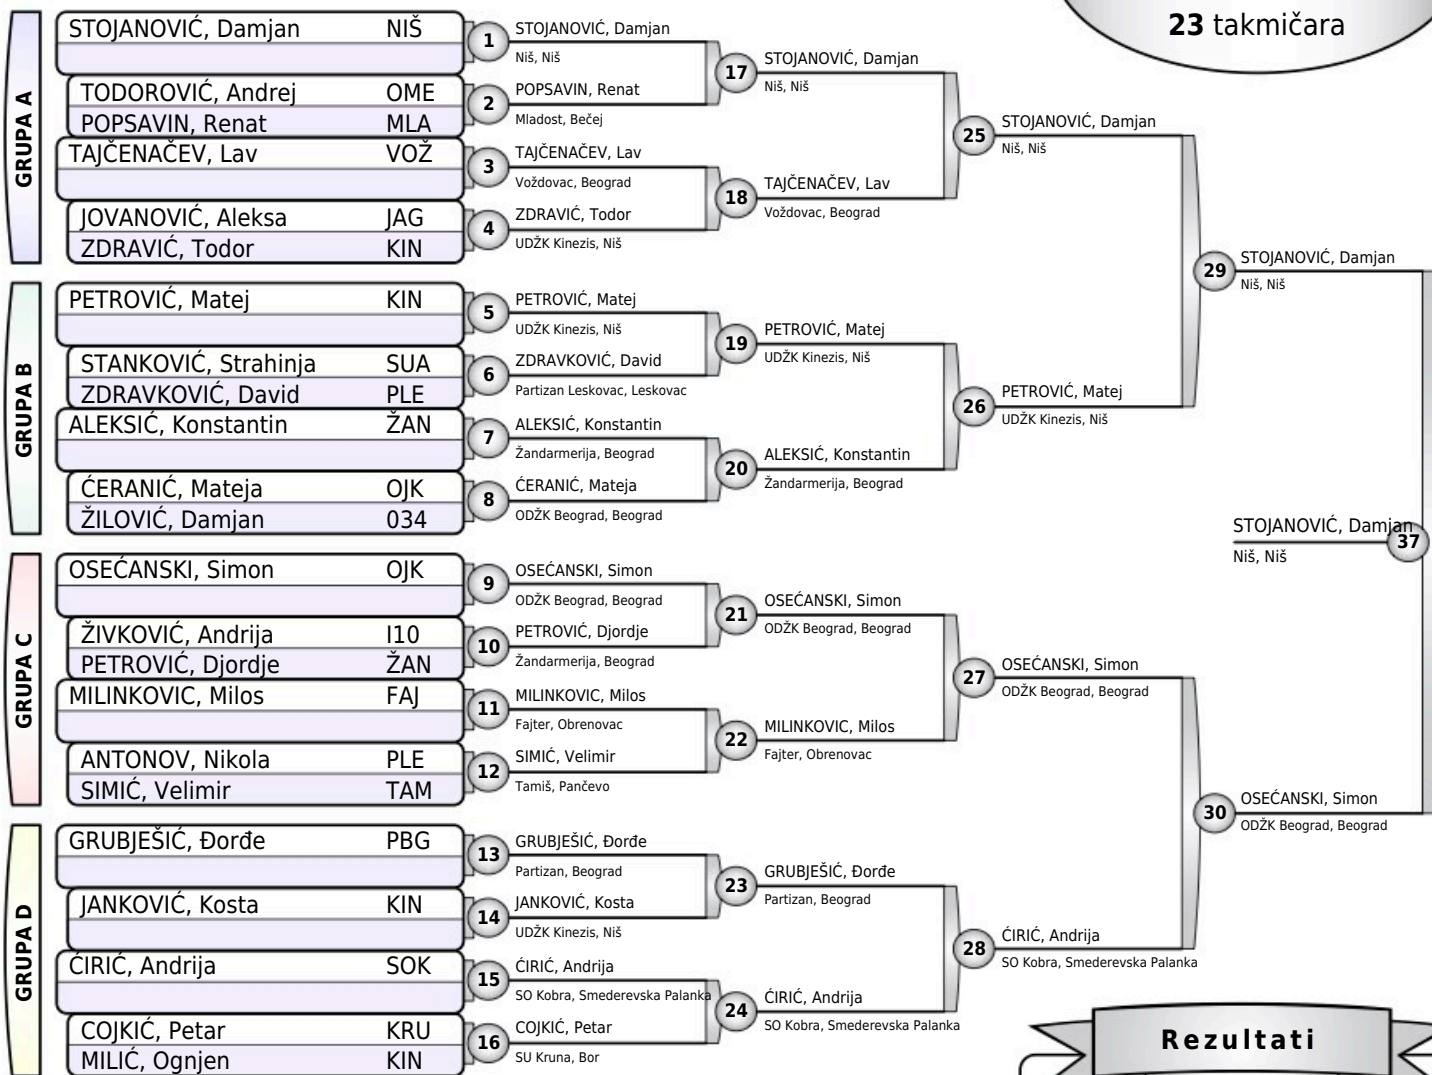 23 takmičara
GRUPA A
STOJANOVIĆ, Damjan NIŠ
TODOROVIĆ, Andrej OME
POPSAVIN, Renat MLA
TAJČENAČEV, Lav VOŽ
JOVANOVIĆ, Aleksa JAG
ZDRAVIĆ, Todor KIN
GRUPA B
PETROVIĆ, Matej KIN
STANKOVIĆ, Strahinja SUA
ZDRAVKOVIĆ, David PLE
ALEKSIĆ, Konstantin ŽAN
ĆERANIĆ, Mateja OJK
ŽILOVIĆ, Damjan 034
GRUPA C
OSEĆANSKI, Simon OJK
ŽIVKOVIĆ, Andrija I10
PETROVIĆ, Djordje ŽAN
MILINKOVIC, Milos FAJ
ANTONOV, Nikola PLE
SIMIĆ, Velimir TAM
GRUPA D
GRUBJEŠIĆ, Đorđe PBG
JANKOVIĆ, Kosta KIN
ĆIRIĆ, Andrija SOK
COJKIĆ, Petar KRU
MILIĆ, Ognjen KIN
1 STOJANOVIĆ, Damjan
Niš, Niš
2 POPSAVIN, Renat
Mladost, Bečej
3 TAJČENAČEV, Lav
Voždovac, Beograd
4 ZDRAVIĆ, Todor
UDŽK Kinezis, Niš
5 PETROVIĆ, Matej
UDŽK Kinezis, Niš
6 ZDRAVKOVIĆ, David
Partizan Leskovac, Leskovac
7 ALEKSIĆ, Konstantin
Žandarmerija, Beograd
8 ĆERANIĆ, Mateja
ODŽK Beograd, Beograd
9 OSEĆANSKI, Simon
ODŽK Beograd, Beograd
10 PETROVIĆ, Djordje
Žandarmerija, Beograd
11 MILINKOVIC, Milos
Fajter, Obrenovac
12 SIMIĆ, Velimir
Tamiš, Pančevo
13 GRUBJEŠIĆ, Đorđe
Partizan, Beograd
14 JANKOVIĆ, Kosta
UDŽK Kinezis, Niš
15 ĆIRIĆ, Andrija
SO Kobra, Smederevska Palanka
16 COJKIĆ, Petar
SU Kruna, Bor
17 STOJANOVIĆ, Damjan
Niš, Niš
18 TAJČENAČEV, Lav
Voždovac, Beograd
19 PETROVIĆ, Matej
UDŽK Kinezis, Niš
20 ALEKSIĆ, Konstantin
Žandarmerija, Beograd
21 OSEĆANSKI, Simon
ODŽK Beograd, Beograd
22 MILINKOVIC, Milos
Fajter, Obrenovac
23 GRUBJEŠIĆ, Đorđe
Partizan, Beograd
24 ĆIRIĆ, Andrija
SO Kobra, Smederevska Palanka
25 STOJANOVIĆ, Damjan
Niš, Niš
26 PETROVIĆ, Matej
UDŽK Kinezis, Niš
27 OSEĆANSKI, Simon
ODŽK Beograd, Beograd
28 ĆIRIĆ, Andrija
SO Kobra, Smederevska Palanka
29 STOJANOVIĆ, Damjan
Niš, Niš
30 OSEĆANSKI, Simon
ODŽK Beograd, Beograd
STOJANOVIĆ, Damjan 37
Niš, Niš
Rezultati